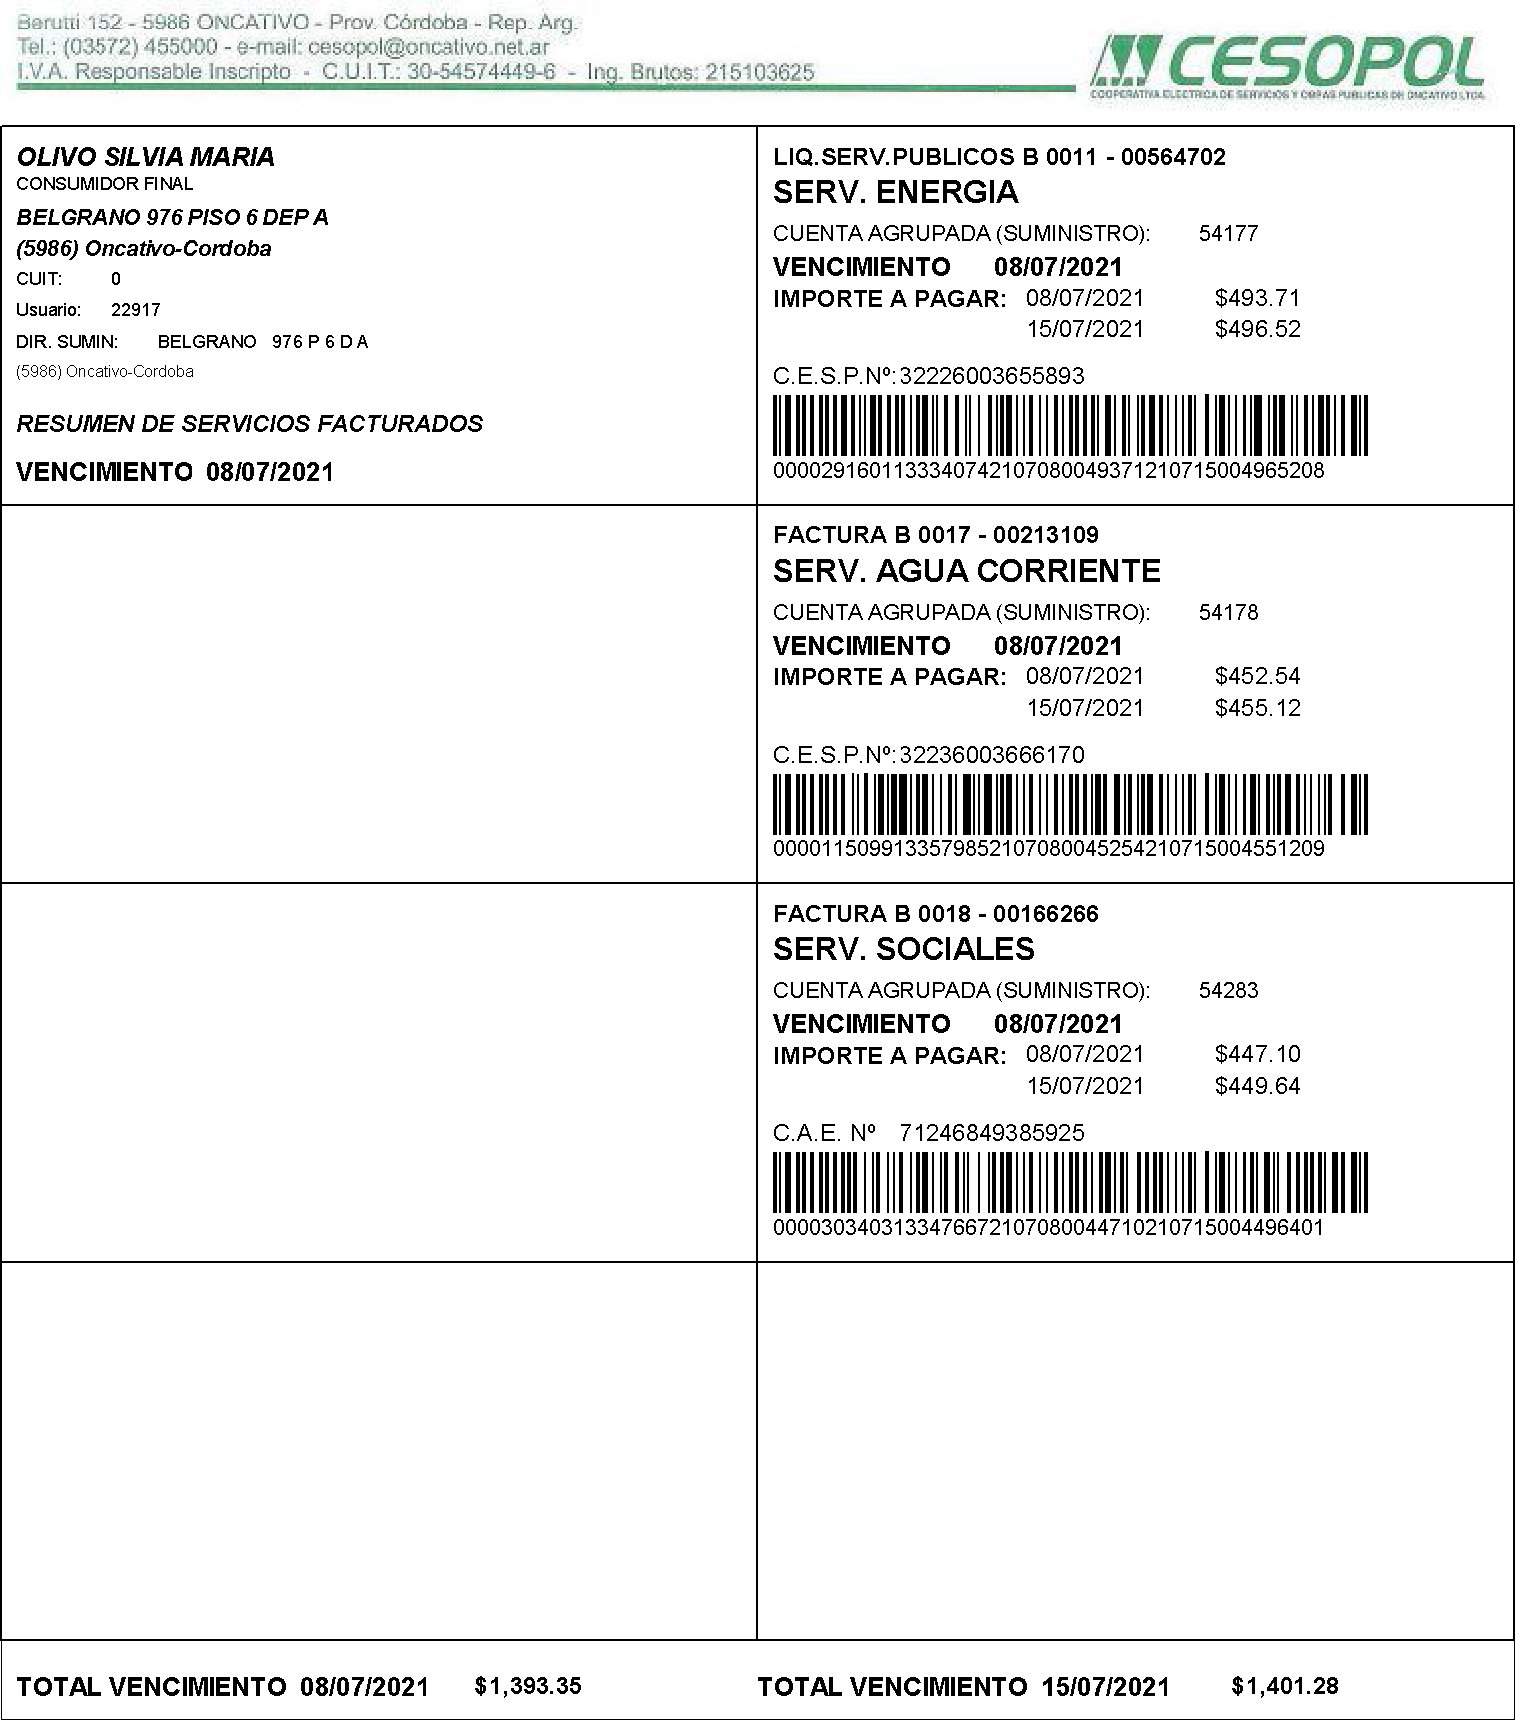 Berutti 152 - 5986 ONCATIVO - Prov. Córdoba - Rep. Arg.
Tel.: (03572) 455000 - e-mail: cesopol@oncativo.net.ar
I.V.A. Responsable Inscripto - C.U.I.T.: 30-54574449-6 - Ing. Brutos: 215103625
CESOPOL
COOPERATIVA ELECTRICA DE SERVICIOS Y OBRAS PUBLICAS DE ONCATIVO LTDA.
OLIVO SILVIA MARIA
CONSUMIDOR FINAL
BELGRANO 976 PISO 6 DEP A
(5986) Oncativo-Cordoba
CUIT: 0
Usuario: 22917
DIR. SUMIN: BELGRANO 976 P 6 D A
(5986) Oncativo-Cordoba
RESUMEN DE SERVICIOS FACTURADOS
VENCIMIENTO 08/07/2021
LIQ.SERV.PUBLICOS B 0011 - 00564702
SERV. ENERGIA
CUENTA AGRUPADA (SUMINISTRO): 54177
VENCIMIENTO 08/07/2021
IMPORTE A PAGAR: 08/07/2021 $493.71
15/07/2021 $496.52
C.E.S.P.Nº: 32226003655893
0000291601133340742107080049371210715004965208
FACTURA B 0017 - 00213109
SERV. AGUA CORRIENTE
CUENTA AGRUPADA (SUMINISTRO): 54178
VENCIMIENTO 08/07/2021
IMPORTE A PAGAR: 08/07/2021 $452.54
15/07/2021 $455.12
C.E.S.P.Nº: 32236003666170
0000115099133579852107080045254210715004551209
FACTURA B 0018 - 00166266
SERV. SOCIALES
CUENTA AGRUPADA (SUMINISTRO): 54283
VENCIMIENTO 08/07/2021
IMPORTE A PAGAR: 08/07/2021 $447.10
15/07/2021 $449.64
C.A.E. Nº 71246849385925
0000303403133476672107080044710210715004496401
TOTAL VENCIMIENTO 08/07/2021 $1,393.35
TOTAL VENCIMIENTO 15/07/2021 $1,401.28